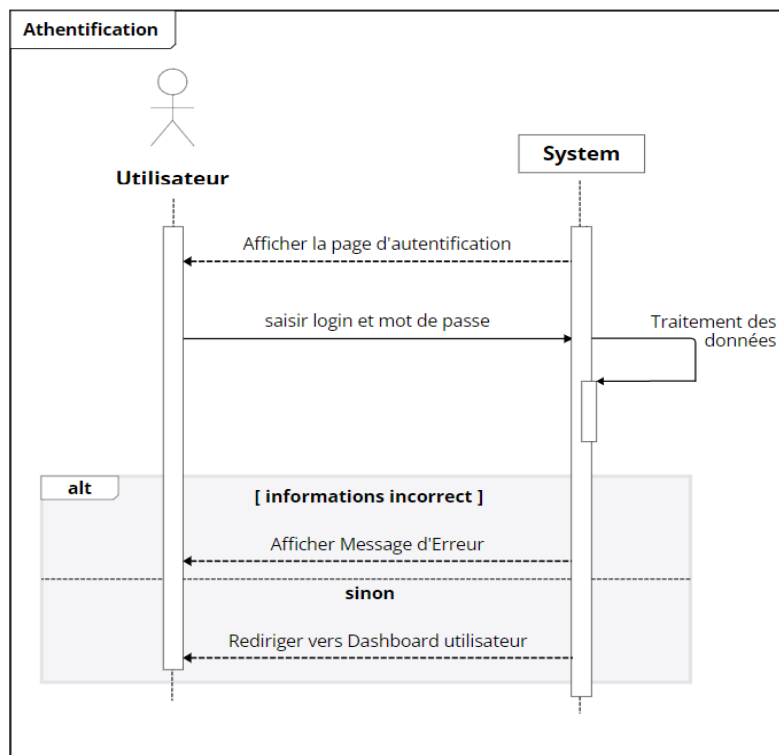 Athentification
Utilisateur
System
Afficher la page d'autentification
saisir login et mot de passe
Traitement des
données
alt
[ informations incorrect ]
Afficher Message d'Erreur
sinon
Rediriger vers Dashboard utilisateur